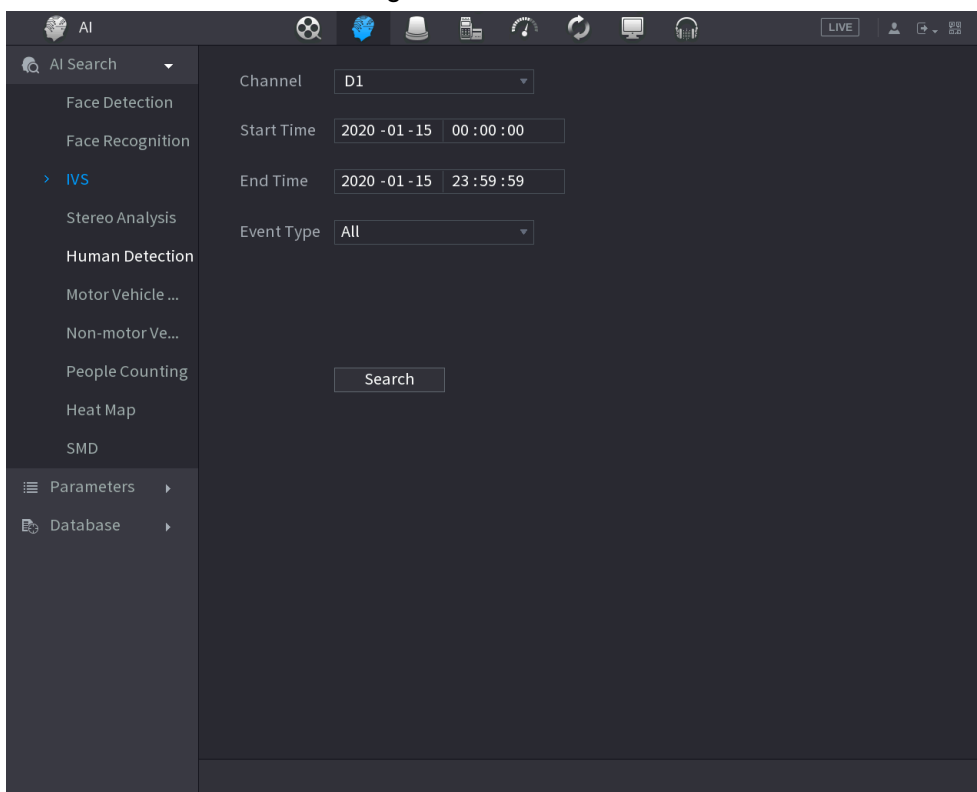 AI
LIVE
AI Search
Face Detection
Face Recognition
IVS
Stereo Analysis
Human Detection
Motor Vehicle ...
Non-motor Ve...
People Counting
Heat Map
SMD
Parameters
Database
Channel D1
Start Time 2020 -01 -15 00 : 00 : 00
End Time 2020 -01 -15 23 : 59 : 59
Event Type All
Search